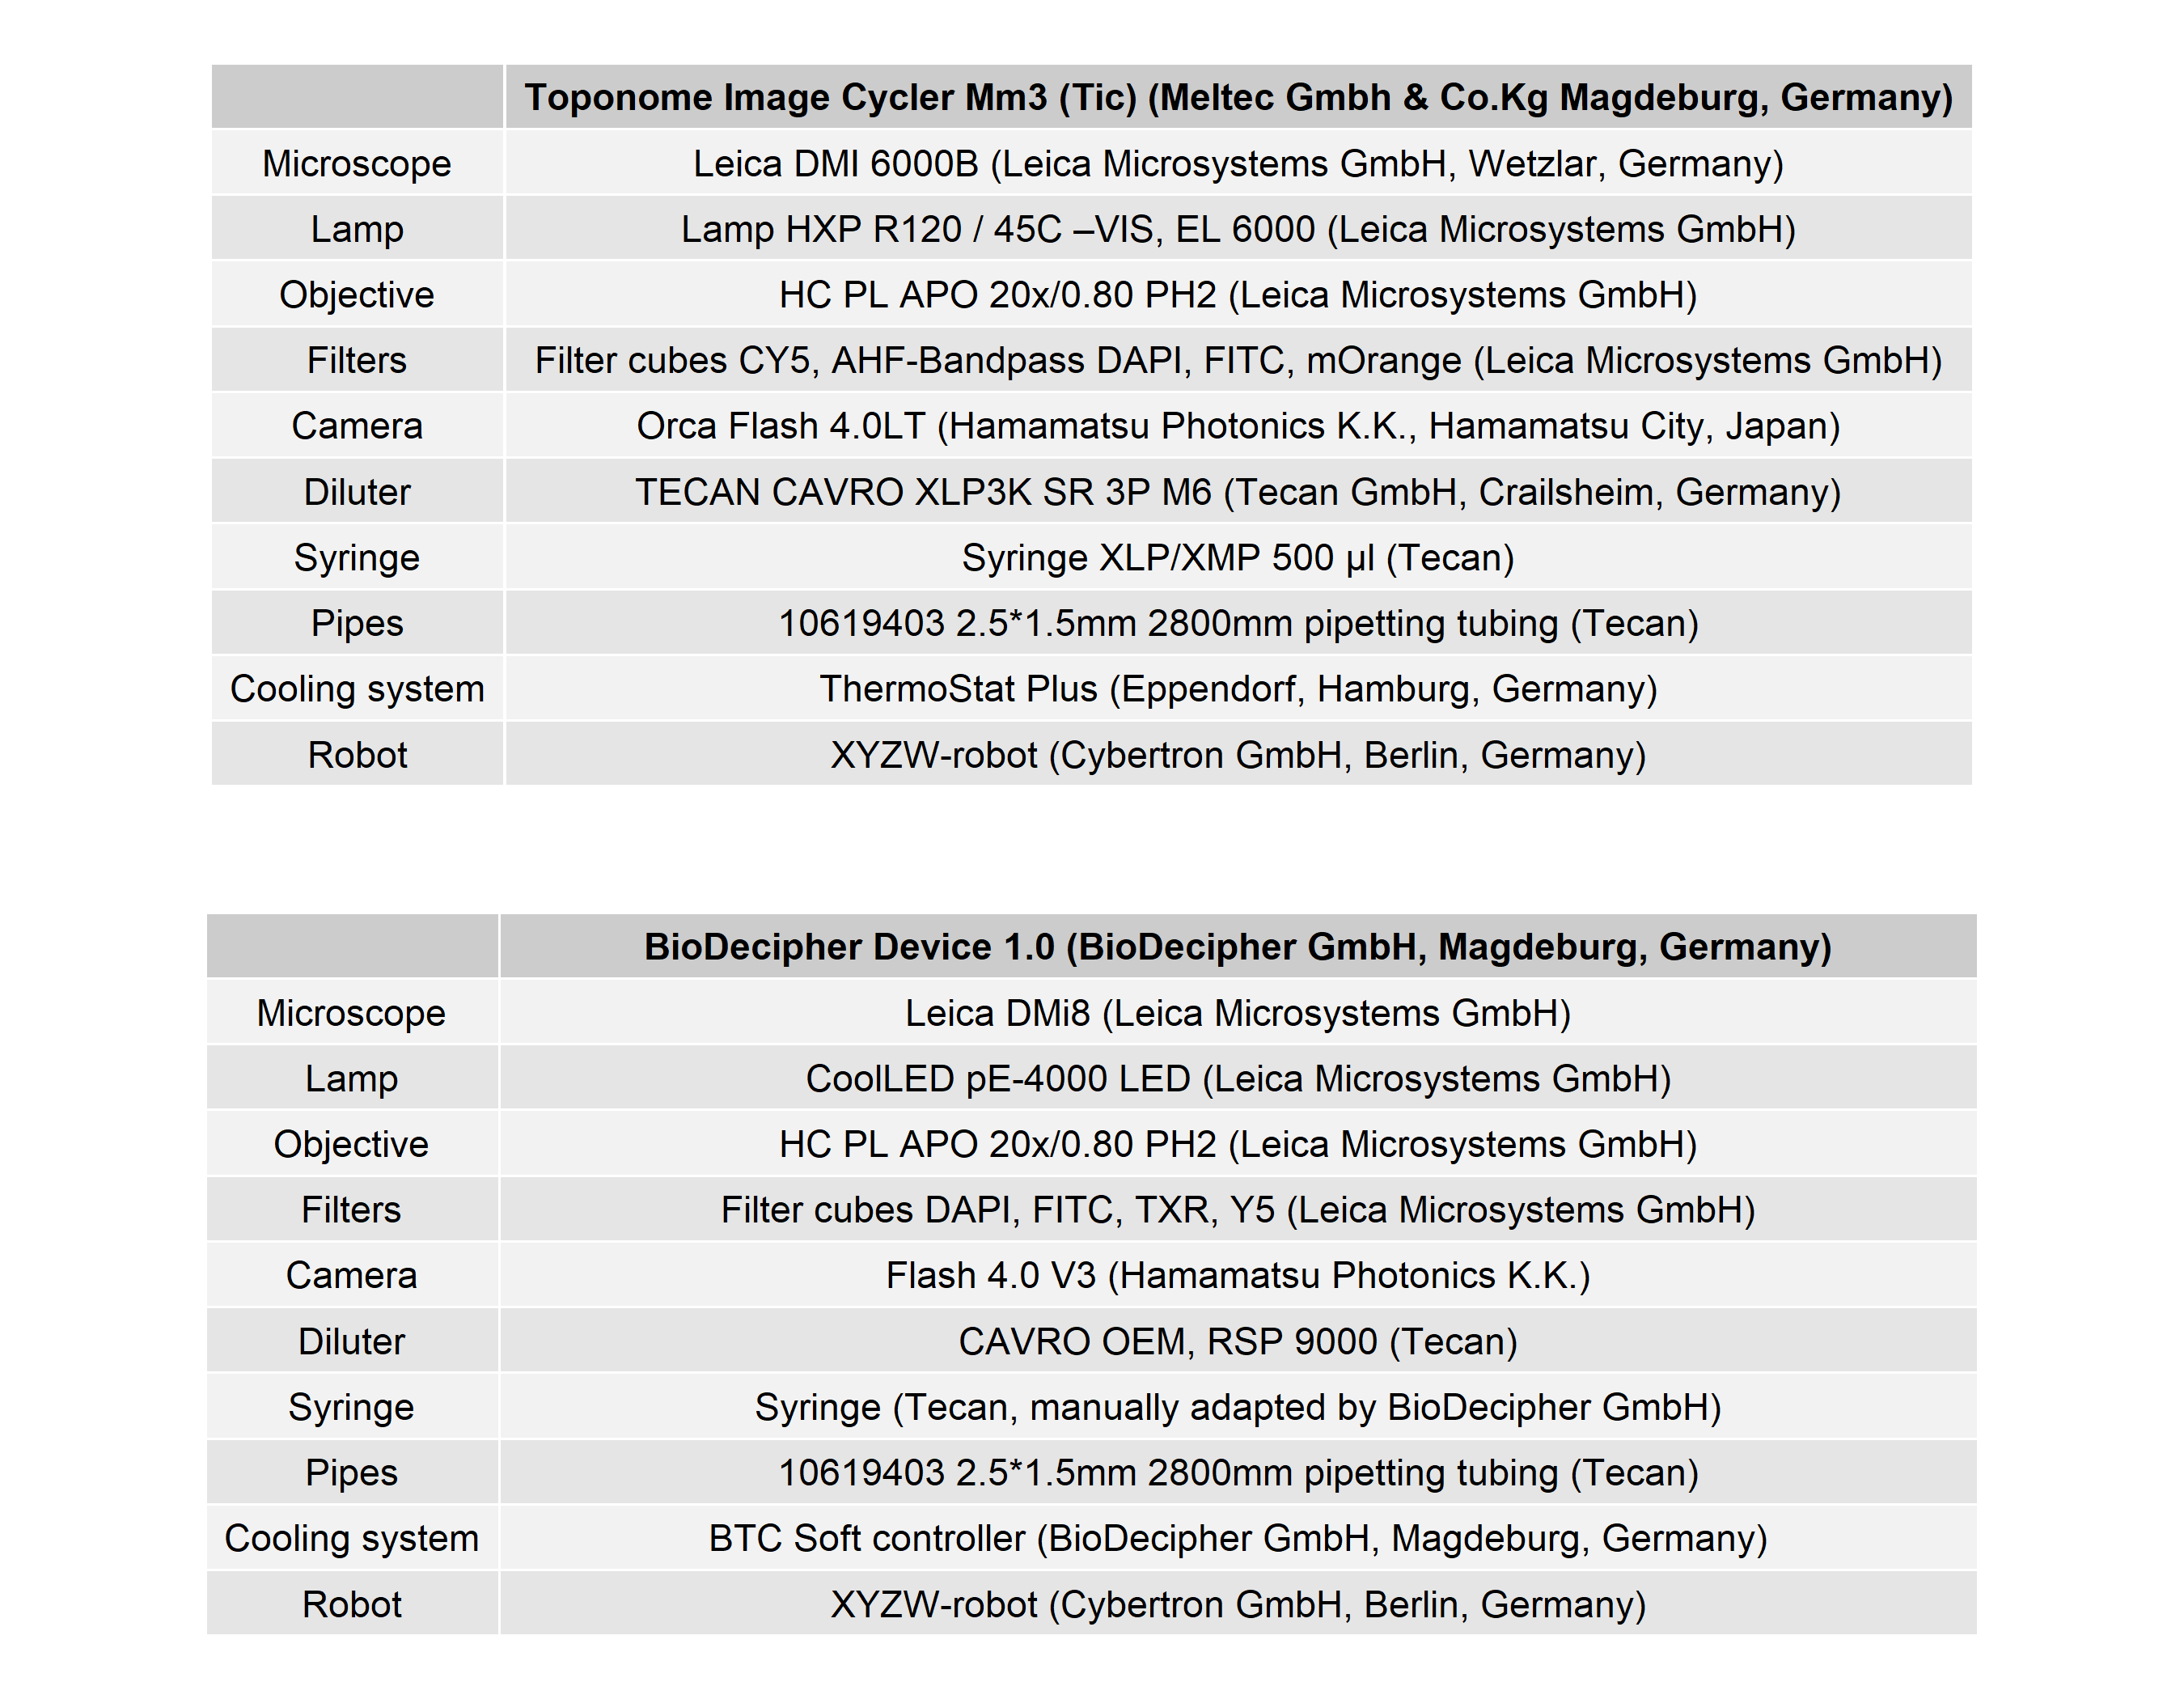 Toponome Image Cycler Mm3 (Tic) (Meltec Gmbh & Co.Kg Magdeburg, Germany)
Microscope Leica DMI 6000B (Leica Microsystems GmbH, Wetzlar, Germany)
Lamp Lamp HXP R120 / 45C –VIS, EL 6000 (Leica Microsystems GmbH)
Objective HC PL APO 20x/0.80 PH2 (Leica Microsystems GmbH)
Filters Filter cubes CY5, AHF-Bandpass DAPI, FITC, mOrange (Leica Microsystems GmbH)
Camera Orca Flash 4.0LT (Hamamatsu Photonics K.K., Hamamatsu City, Japan)
Diluter TECAN CAVRO XLP3K SR 3P M6 (Tecan GmbH, Crailsheim, Germany)
Syringe Syringe XLP/XMP 500 µl (Tecan)
Pipes 10619403 2.5*1.5mm 2800mm pipetting tubing (Tecan)
Cooling system ThermoStat Plus (Eppendorf, Hamburg, Germany)
Robot XYZW-robot (Cybertron GmbH, Berlin, Germany)
BioDecipher Device 1.0 (BioDecipher GmbH, Magdeburg, Germany)
Microscope Leica DMi8 (Leica Microsystems GmbH)
Lamp CoolLED pE-4000 LED (Leica Microsystems GmbH)
Objective HC PL APO 20x/0.80 PH2 (Leica Microsystems GmbH)
Filters Filter cubes DAPI, FITC, TXR, Y5 (Leica Microsystems GmbH)
Camera Flash 4.0 V3 (Hamamatsu Photonics K.K.)
Diluter CAVRO OEM, RSP 9000 (Tecan)
Syringe Syringe (Tecan, manually adapted by BioDecipher GmbH)
Pipes 10619403 2.5*1.5mm 2800mm pipetting tubing (Tecan)
Cooling system BTC Soft controller (BioDecipher GmbH, Magdeburg, Germany)
Robot XYZW-robot (Cybertron GmbH, Berlin, Germany)